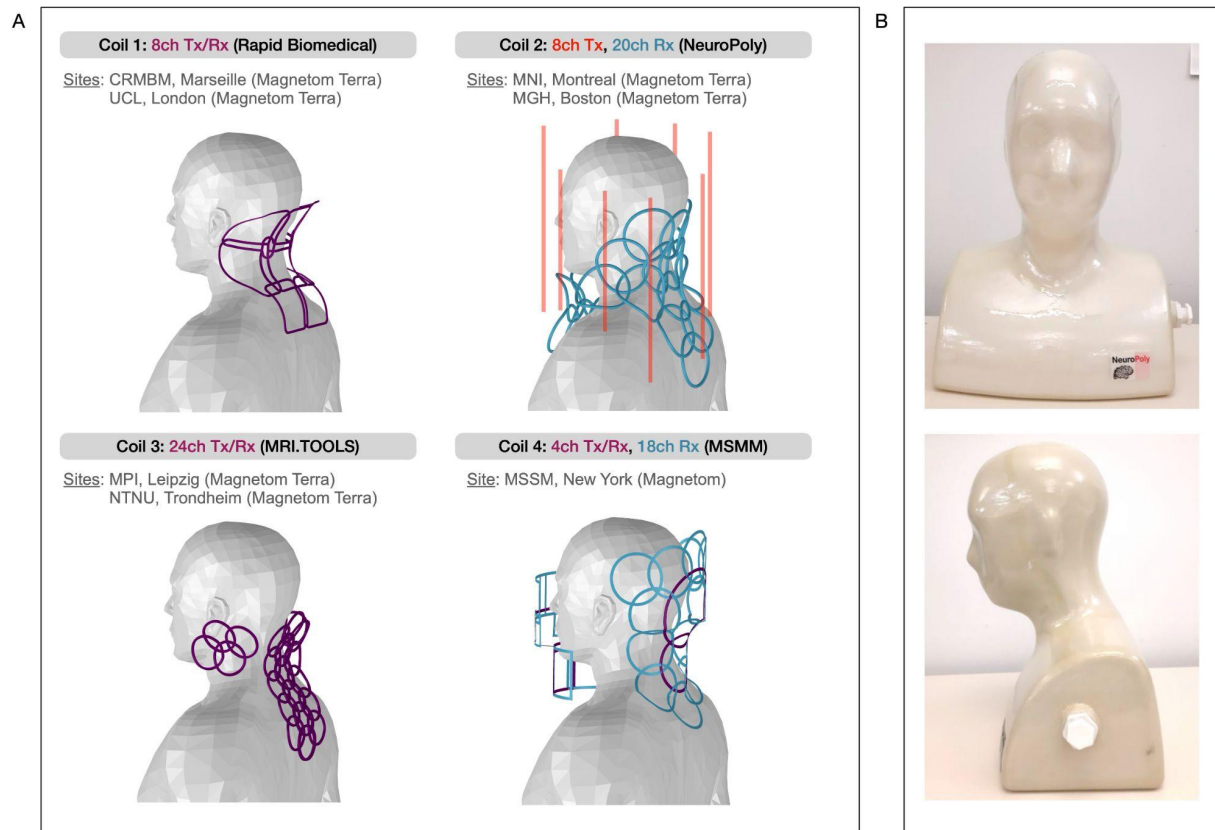 A
Coil 1: 8ch Tx/Rx (Rapid Biomedical)
Sites: CRMBM, Marseille (Magnetom Terra)
UCL, London (Magnetom Terra)
Coil 2: 8ch Tx, 20ch Rx (NeuroPoly)
Sites: MNI, Montreal (Magnetom Terra)
MGH, Boston (Magnetom Terra)
Coil 3: 24ch Tx/Rx (MRI.TOOLS)
Sites: MPI, Leipzig (Magnetom Terra)
NTNU, Trondheim (Magnetom Terra)
Coil 4: 4ch Tx/Rx, 18ch Rx (MSMM)
Site: MSSM, New York (Magnetom)
B
NeuroPoly